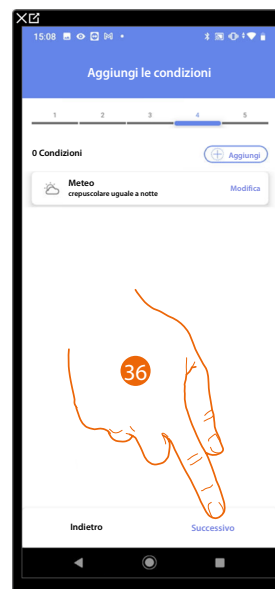 15:08
Aggiungi le condizioni
1 2 3 4 5
0 Condizioni
Aggiungi
Meteo
crepuscolare uguale a notte
Modifica
36
Indietro
Successivo